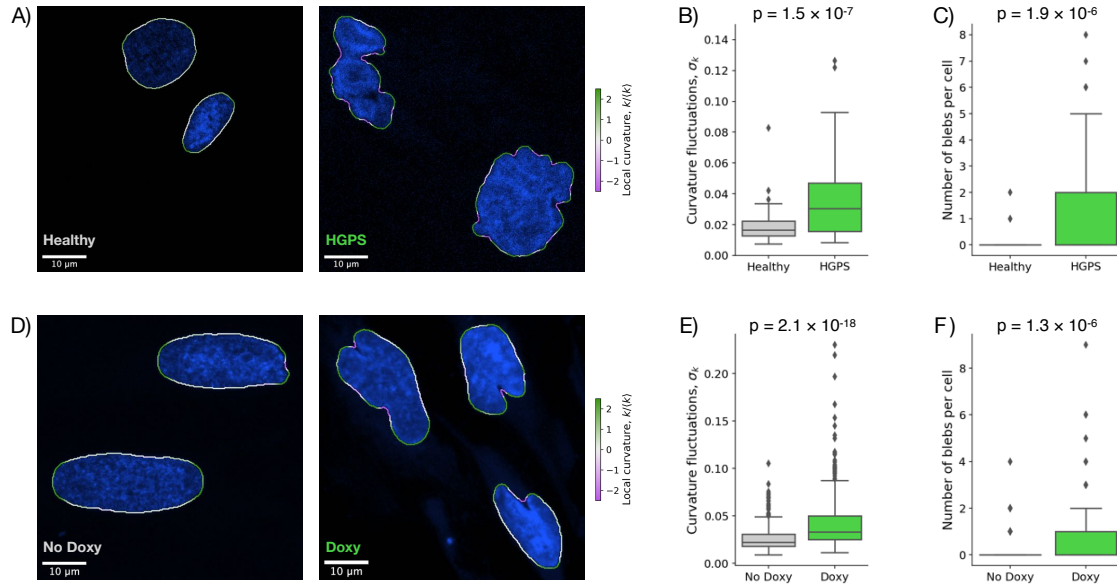 A)
Healthy
10 μm
HGPS
10 μm
2
1
0
−1
−2
Local curvature, k/⟨k⟩
B)
p = 1.5 × 10-7
0.14
0.12
0.10
0.08
0.06
0.04
0.02
0.00
Curvature fluctuations, σk
Healthy
HGPS
C)
p = 1.9 × 10-6
8
7
6
5
4
3
2
1
0
Number of blebs per cell
Healthy
HGPS
D)
No Doxy
10 μm
Doxy
10 μm
2
1
0
−1
−2
Local curvature, k/⟨k⟩
E)
p = 2.1 × 10-18
0.20
0.15
0.10
0.05
0.00
Curvature fluctuations, σk
No Doxy
Doxy
F)
p = 1.3 × 10-6
8
6
4
2
0
Number of blebs per cell
No Doxy
Doxy